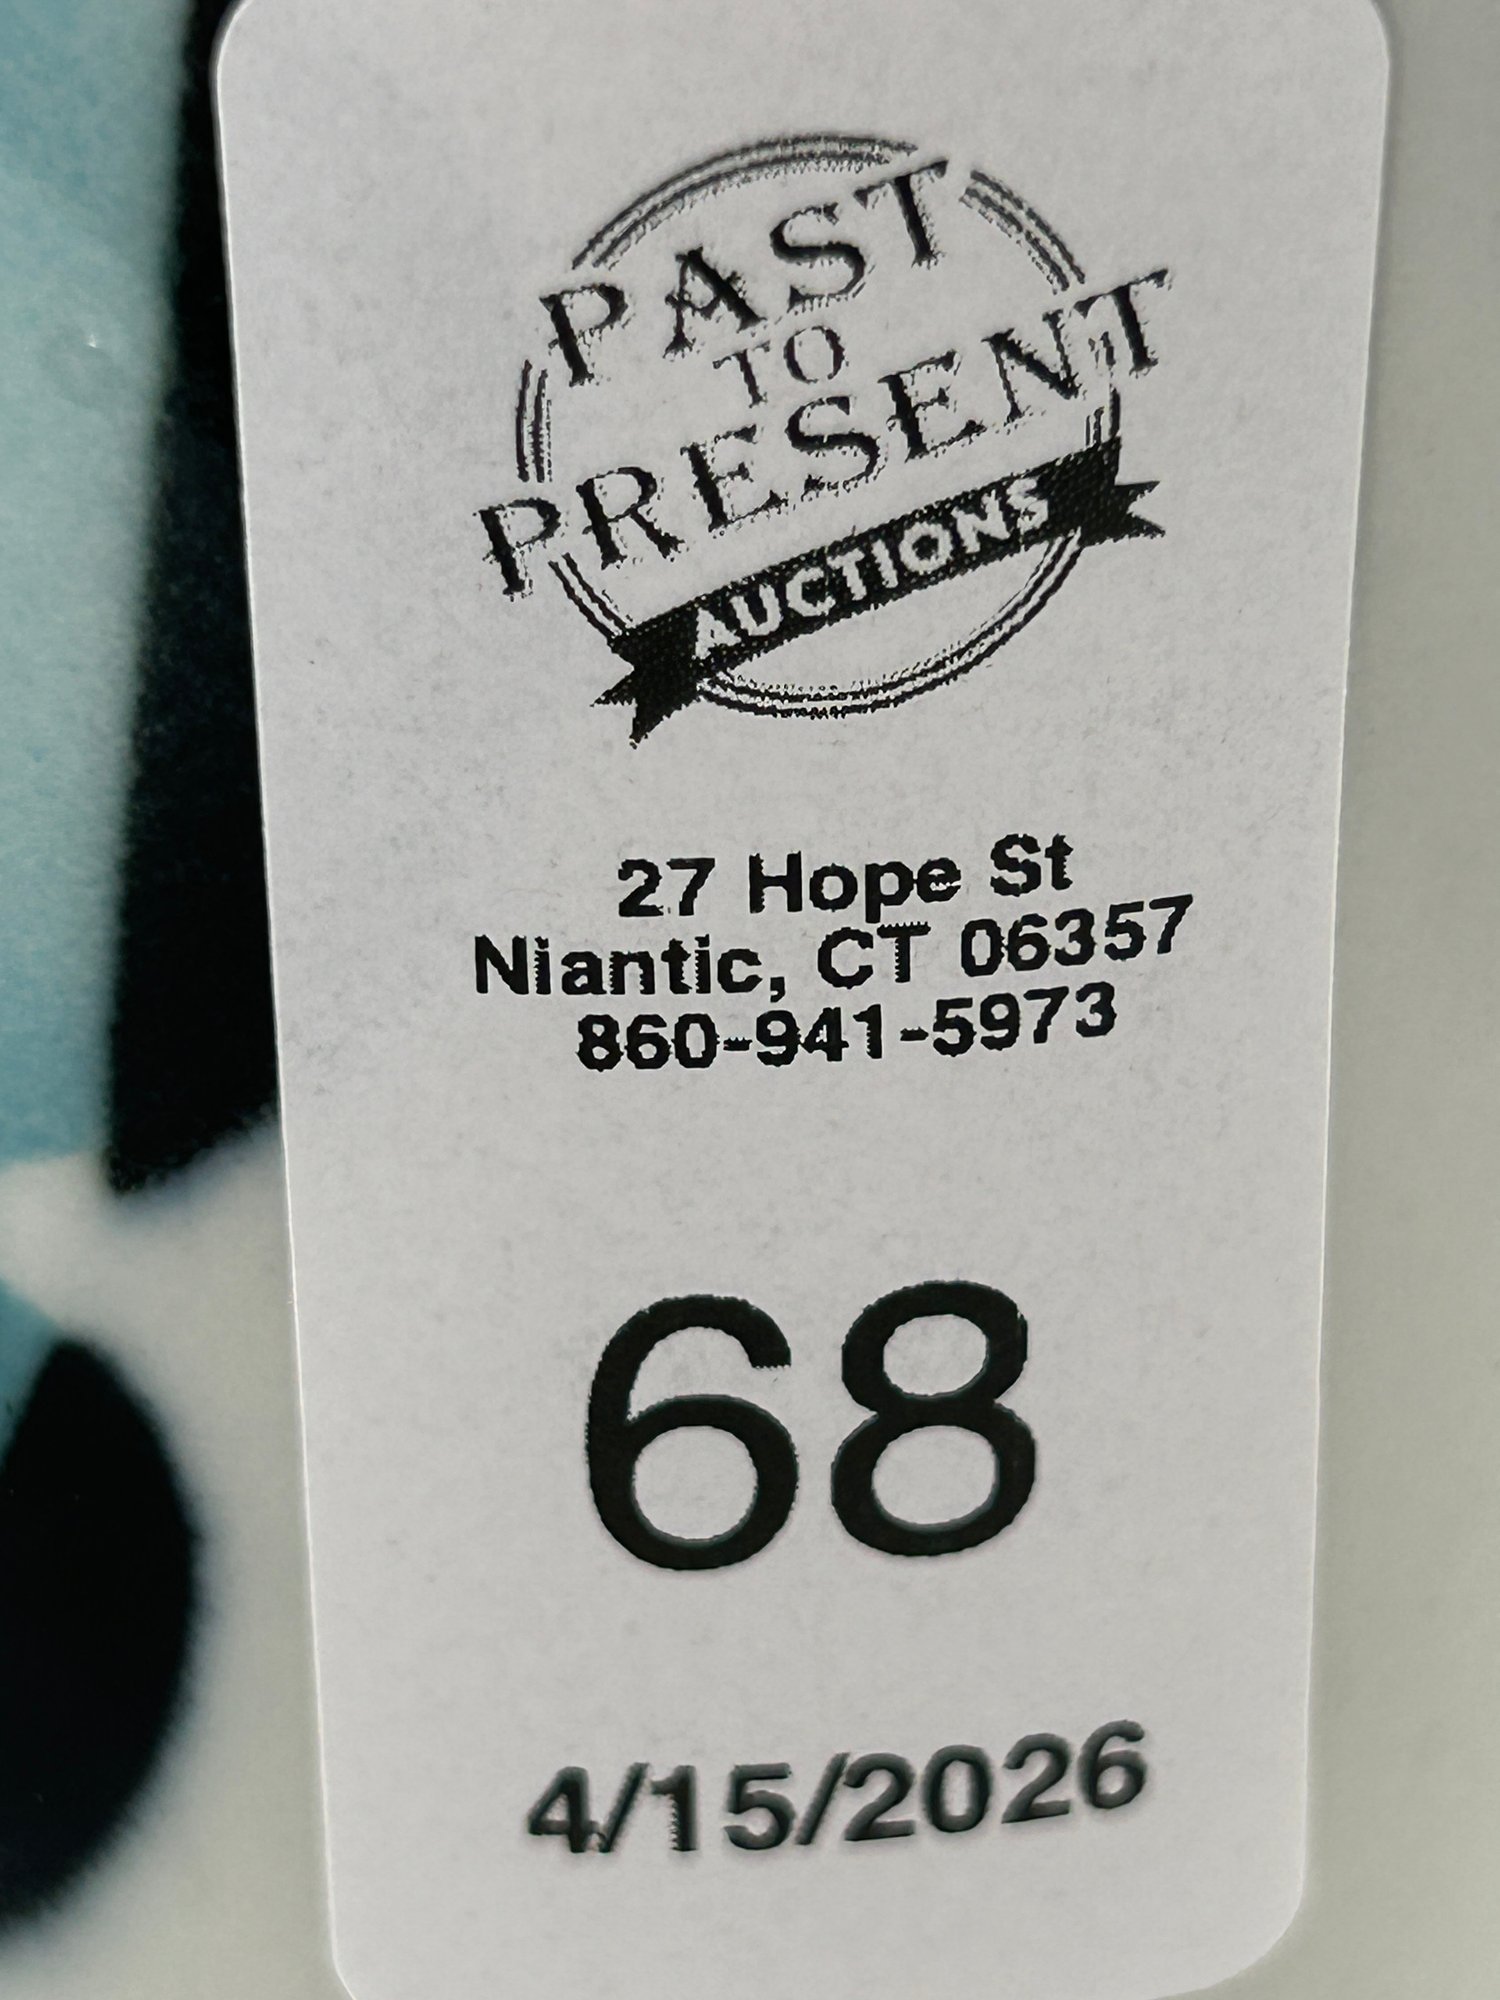 PAST
TO
PRESENT
AUCTIONS
27 Hope St
Niantic, CT 06357
860-941-5973
68
4/15/2026